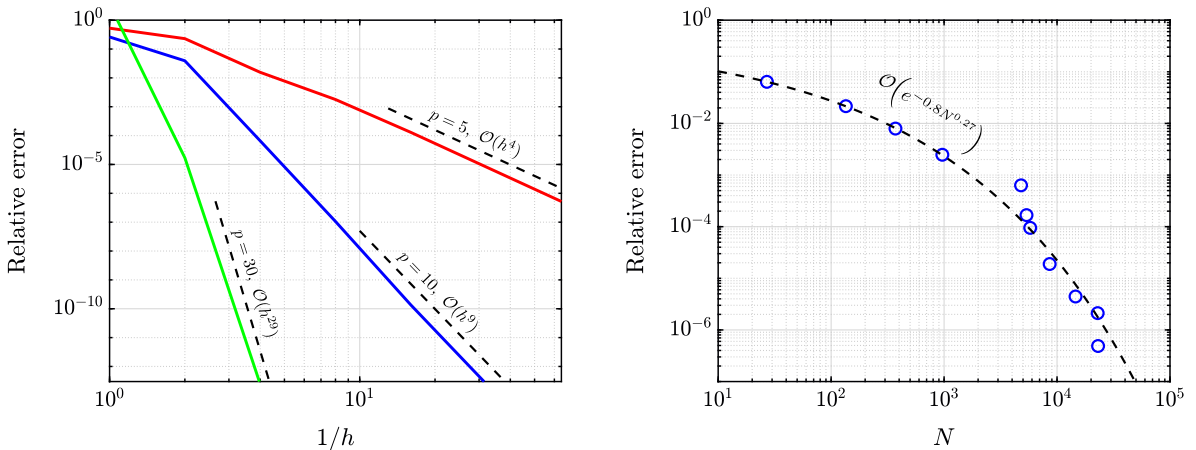 10^0
10^−5
10^−10
Relative error
10^0
10^1
1/h
p = 5, 𝒪(h^4)
p = 10, 𝒪(h^9)
p = 30, 𝒪(h^29)
10^0
10^−2
10^−4
10^−6
Relative error
10^1
10^2
10^3
10^4
10^5
N
𝒪(e^−0.8N^0.27)